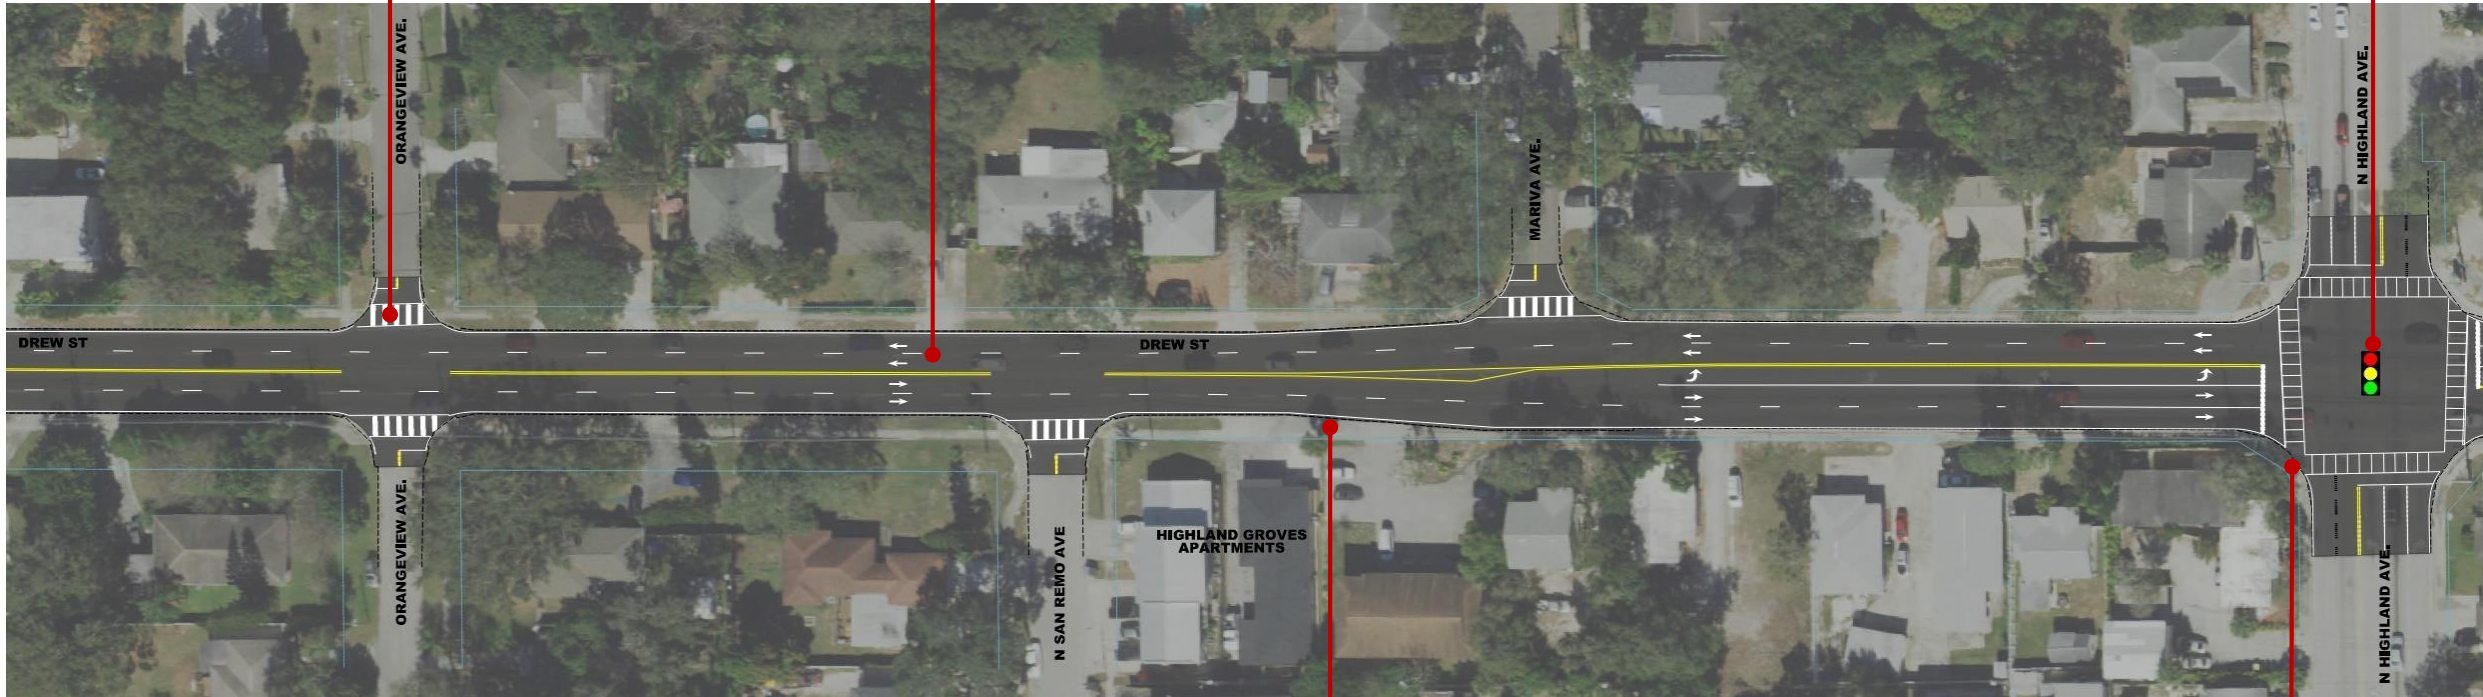 ORANGEVIEW AVE.
N HIGHLAND AVE.
MARIVA AVE.
DREW ST
DREW ST
ORANGEVIEW AVE.
N SAN REMO AVE
HIGHLAND GROVES
APARTMENTS
N HIGHLAND AVE.